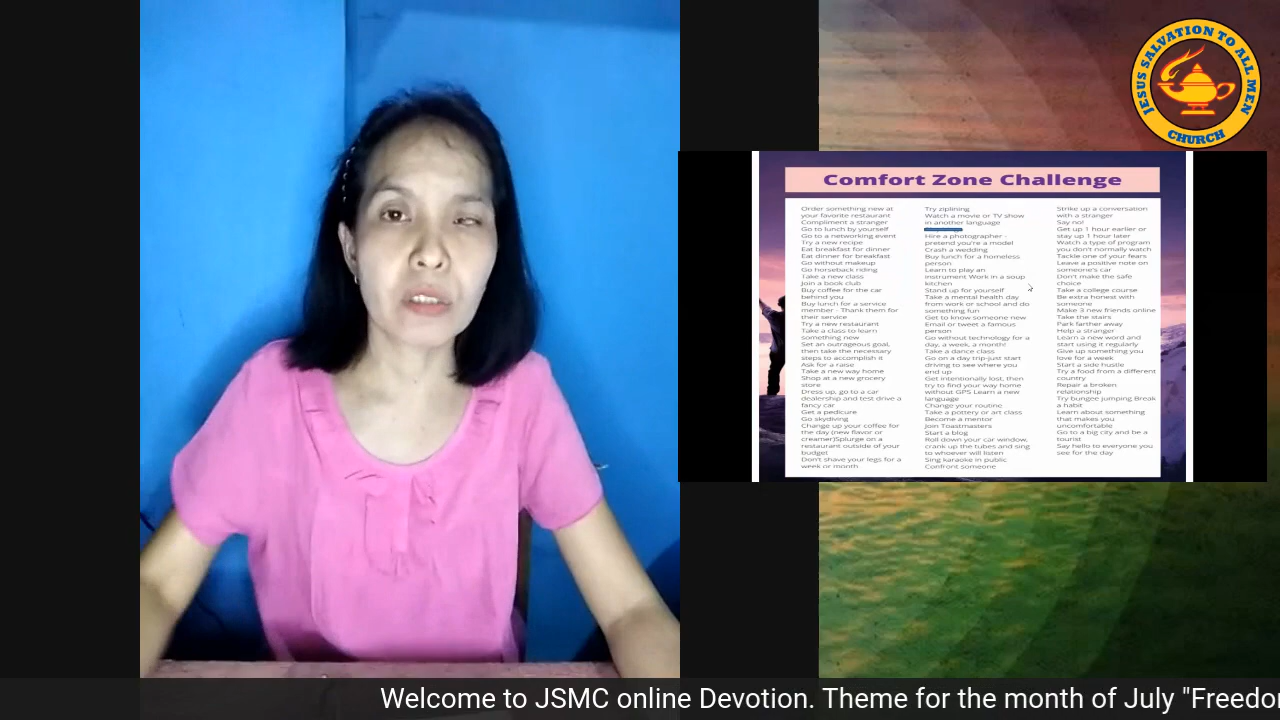 JESUS SALVATION TO ALL MEN
CHURCH
Comfort Zone Challenge
Order something new at
your favorite restaurant
Compliment a stranger
Go to lunch by yourself
Go to a networking event
Try a new recipe
Eat breakfast for dinner
Eat dinner for breakfast
Go without makeup
Go horseback riding
Take a new class
Join a book club
Buy coffee for the car
behind you
Buy lunch for a service
member - Thank them for
their service
Try a new restaurant
Take a class to learn
something new
Set an outrageous goal,
then take the necessary
steps to accomplish it
Ask for a raise
Take a new way home
Shop at a new grocery
store
Dress up, go to a car
dealership and test drive a
fancy car
Get a pedicure
Go skydiving
Change up your coffee for
the day (new flavor or
creamer)Splurge on a
restaurant outside of your
budget
Don't shave your legs for a
week or month
Try ziplining
Watch a movie or TV show
in another language
Hire a photographer -
pretend you're a model
Crash a wedding
Buy lunch for a homeless
person
Learn to play an
instrument Work in a soup
kitchen
Stand up for yourself
Take a mental health day
from work or school and do
something fun
Get to know someone new
Email or tweet a famous
person
Go without technology for a
day, a week, a month!
Take a dance class
Go on a day trip-just start
driving to see where you
end up
Get intentionally lost, then
try to find your way home
without GPS Learn a new
language
Change your routine
Take a pottery or art class
Become a mentor
Join Toastmasters
Start a blog
Roll down your car window,
crank up the tubes and sing
to whoever will listen
Sing karaoke in public
Confront someone
Strike up a conversation
with a stranger
Say no!
Get up 1 hour earlier or
stay up 1 hour later
Watch a type of program
you don't normally watch
Tackle one of your fears
Leave a positive note on
someone's car
Don't make the safe
choice
Take a college course
Be extra honest with
someone
Make 3 new friends online
Take the stairs
Park farther away
Help a stranger
Learn a new word and
start using it regularly
Give up something you
love for a week
Start a side hustle
Try a food from a different
country
Repair a broken
relationship
Try bungee jumping Break
a habit
Learn about something
that makes you
uncomfortable
Go to a big city and be a
tourist
Say hello to everyone you
see for the day
Welcome to JSMC online Devotion. Theme for the month of July "Freedo